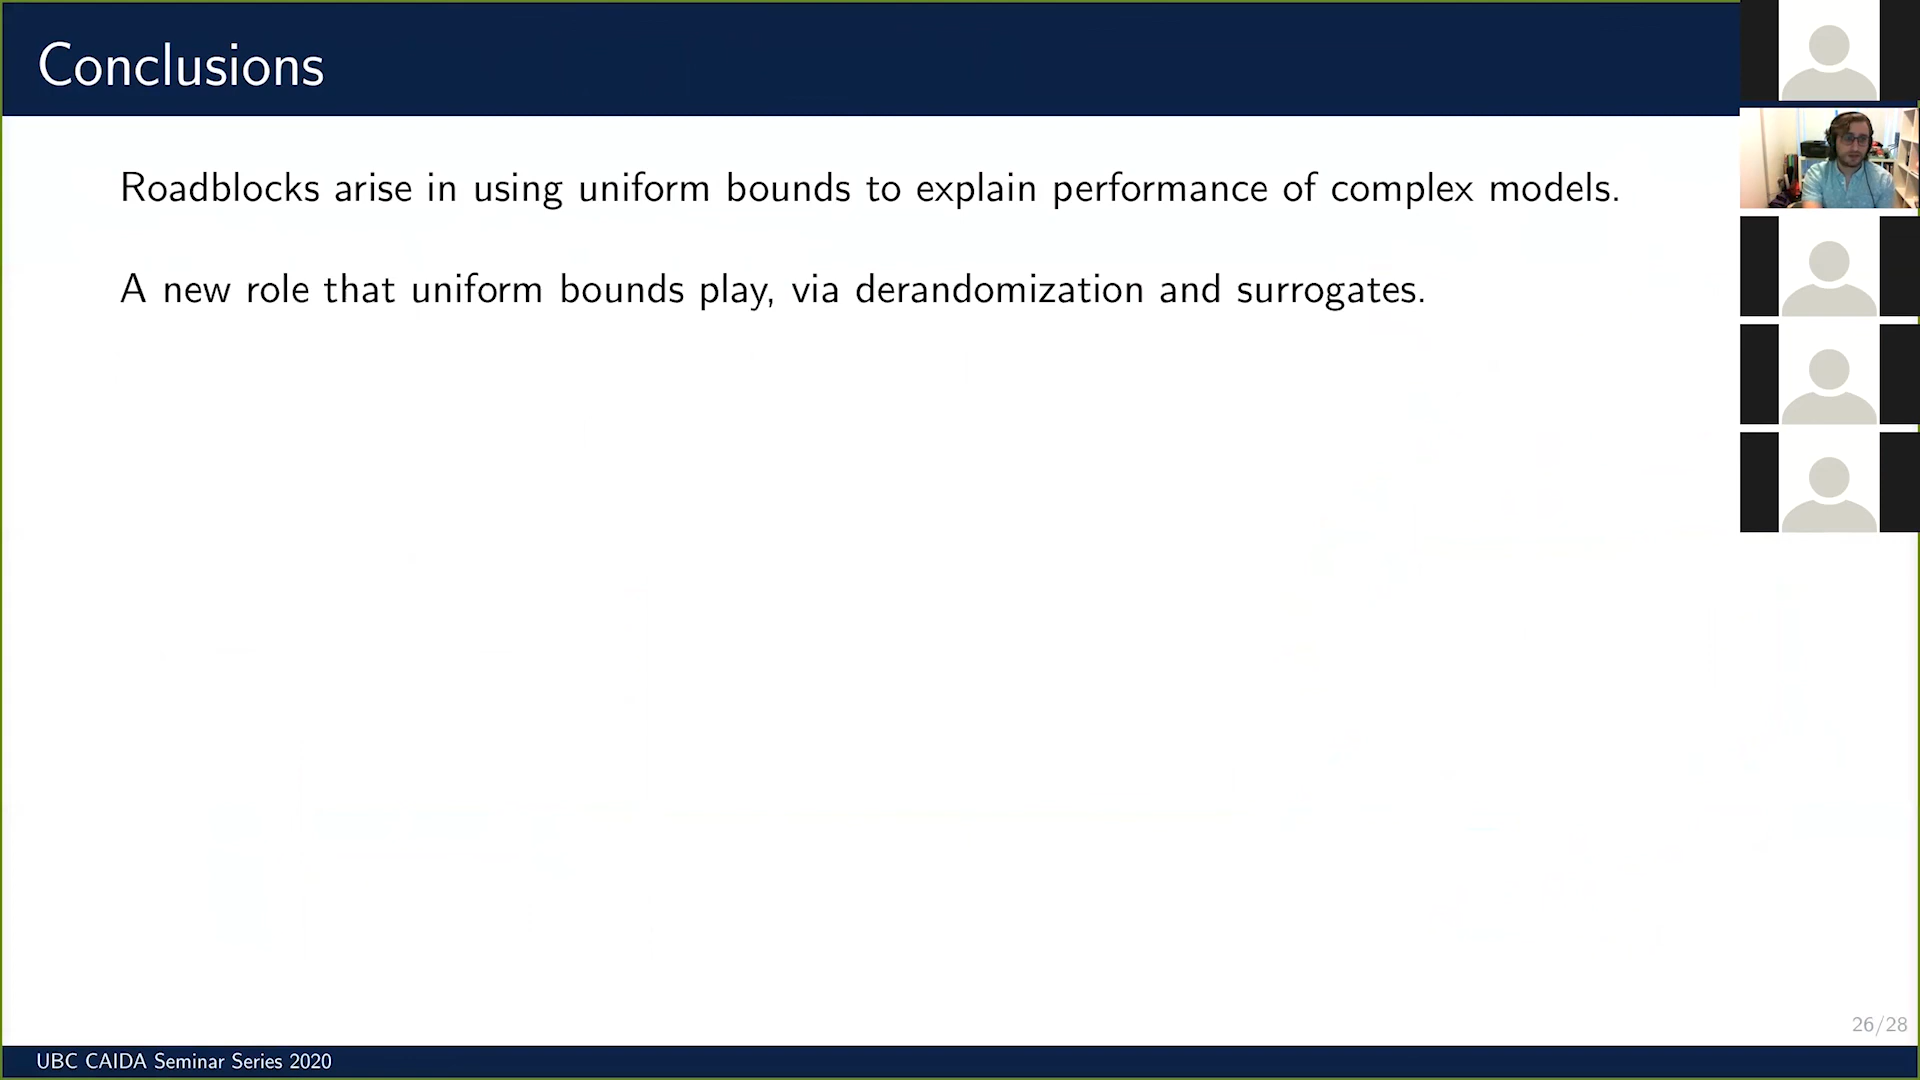 Conclusions
Roadblocks arise in using uniform bounds to explain performance of complex models.
A new role that uniform bounds play, via derandomization and surrogates.
26/28
UBC CAIDA Seminar Series 2020